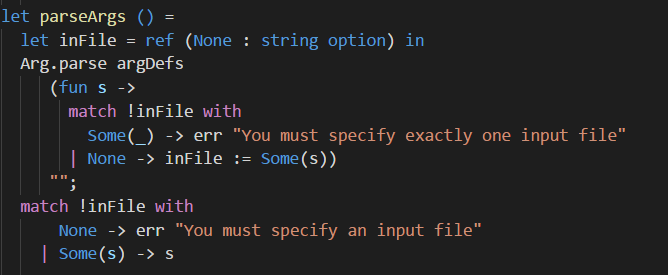 let parseArgs () =
  let inFile = ref (None : string option) in
  Arg.parse argDefs
     (fun s ->
       match !inFile with
         Some(_) -> err "You must specify exactly one input file"
       | None -> inFile := Some(s))
     "";
  match !inFile with
      None -> err "You must specify an input file"
    | Some(s) -> s